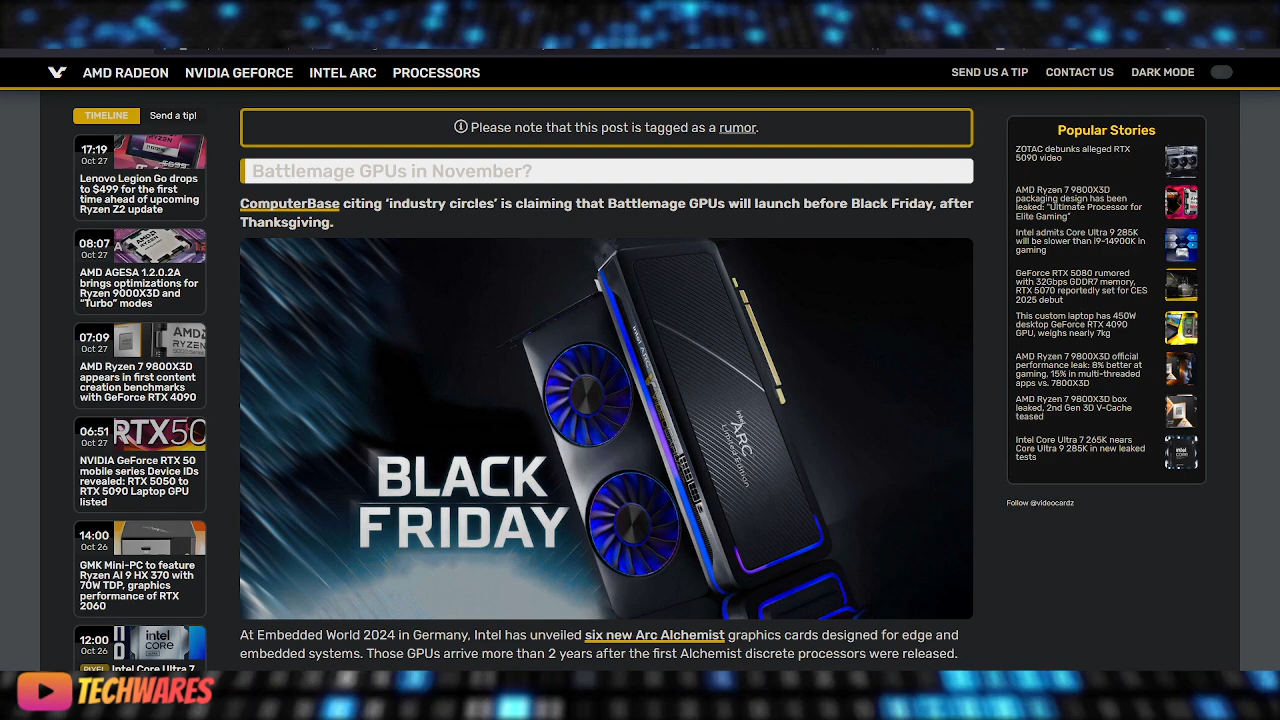 AMD RADEON NVIDIA GEFORCE INTEL ARC PROCESSORS SEND US A TIP CONTACT US DARK MODE
TIMELINE Send a tip!
17:19
Oct 27
Lenovo Legion Go drops
to $499 for the first
time ahead of upcoming
Ryzen Z2 update
08:07
Oct 27
AMD AGESA 1.2.0.2A
brings optimizations for
Ryzen 9000X3D and
“Turbo” modes
07:09
Oct 27
AMD
RYZEN
AMD Ryzen 7 9800X3D
appears in first content
creation benchmarks
with GeForce RTX 4090
06:51
Oct 27
RTX50
NVIDIA GeForce RTX 50
mobile series Device IDs
revealed: RTX 5050 to
RTX 5090 Laptop GPU
listed
14:00
Oct 26
GMK Mini-PC to feature
Ryzen AI 9 HX 370 with
70W TDP, graphics
performance of RTX
2060
12:00
Oct 26
intel
CORE
PIXEL Intel Core Ultra 7
Please note that this post is tagged as a rumor.
Battlemage GPUs in November?
ComputerBase citing ‘industry circles’ is claiming that Battlemage GPUs will launch before Black Friday, after
Thanksgiving.
intel ARC
intel
ARC
Limited Edition
BLACK
FRIDAY
At Embedded World 2024 in Germany, Intel has unveiled six new Arc Alchemist graphics cards designed for edge and
embedded systems. Those GPUs arrive more than 2 years after the first Alchemist discrete processors were released.
Popular Stories
ZOTAC debunks alleged RTX
5090 video
AMD Ryzen 7 9800X3D
packaging design has been
leaked: “Ultimate Processor for
Elite Gaming”
Intel admits Core Ultra 9 285K
will be slower than i9-14900K in
gaming
GeForce RTX 5080 rumored
with 32Gbps GDDR7 memory,
RTX 5070 reportedly set for CES
2025 debut
This custom laptop has 450W
desktop GeForce RTX 4090
GPU, weighs nearly 7kg
AMD Ryzen 7 9800X3D official
performance leak: 8% better at
gaming, 15% in multi-threaded
apps vs. 7800X3D
AMD Ryzen 7 9800X3D box
leaked, 2nd Gen 3D V-Cache
teased
Intel Core Ultra 7 265K nears
Core Ultra 9 285K in new leaked
tests
Follow @videocardz
TECHWARES